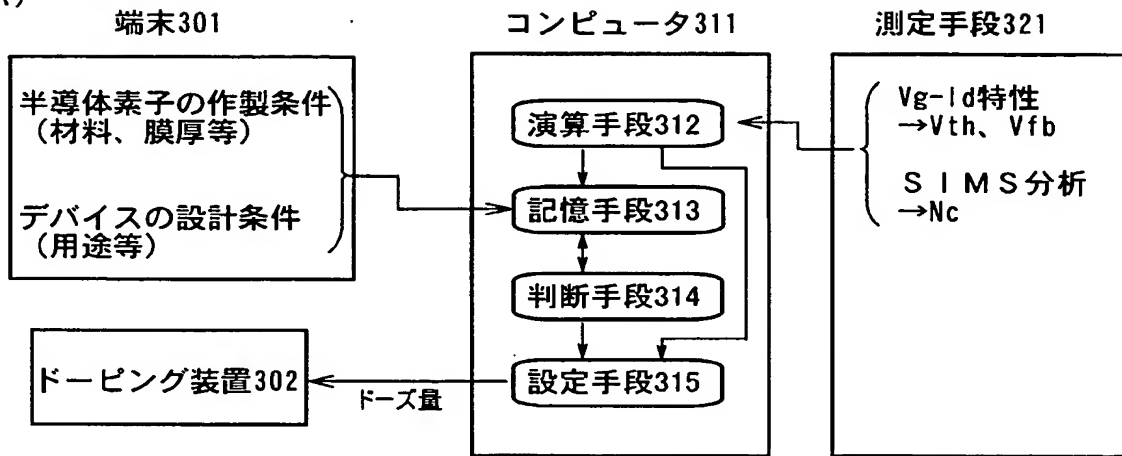 端末301
半導体素子の作製条件
(材料、膜厚等)
デバイスの設計条件
(用途等)
ドーピング装置302
ドーズ量
コンピュータ311
演算手段312
記憶手段313
判断手段314
設定手段315
測定手段321
Vg-Id特性
→Vth、Vfb
SIMS分析
→Nc